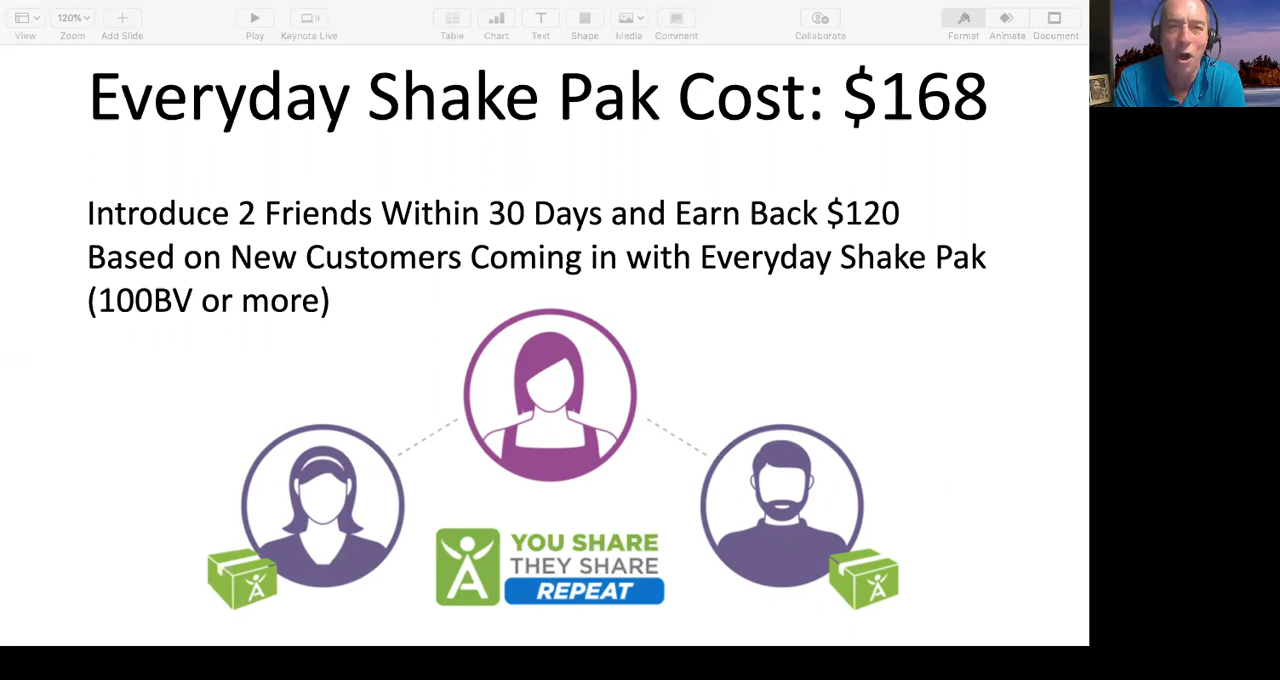 120%
View
Zoom
Add Slide
Play
Keynote Live
Table
Chart
Text
Shape
Media
Comment
Collaborate
Format
Animate
Document
Everyday Shake Pak Cost: $168
Introduce 2 Friends Within 30 Days and Earn Back $120
Based on New Customers Coming in with Everyday Shake Pak
(100BV or more)
YOU SHARE
THEY SHARE
REPEAT